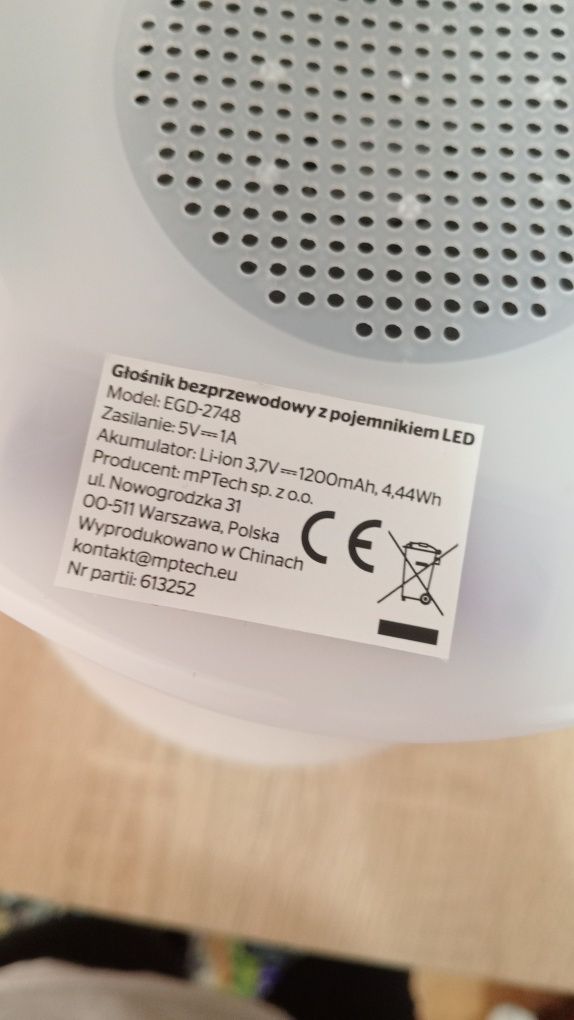 Głośnik bezprzewodowy z pojemnikiem LED
Model: EGD-2748
Zasilanie: 5V⎓1A
Akumulator: Li-ion 3,7V⎓1200mAh, 4,44Wh
Producent: mPTech sp. z o.o.
ul. Nowogrodzka 31
00-511 Warszawa, Polska
Wyprodukowano w Chinach
kontakt@mptech.eu
Nr partii: 613252
CE